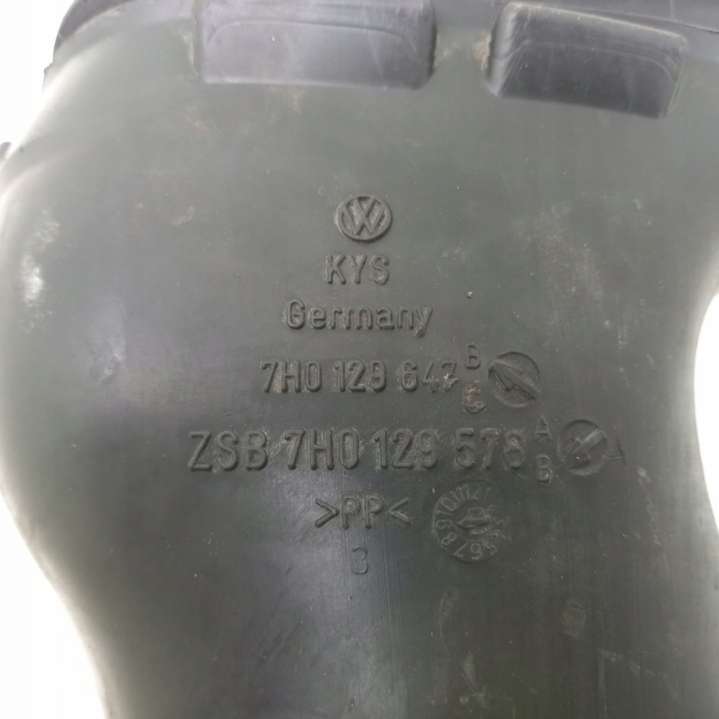 KYS
Germany
7H0 129 647 B C
ZSB 7H0 129 578 A B A
>PP<
3